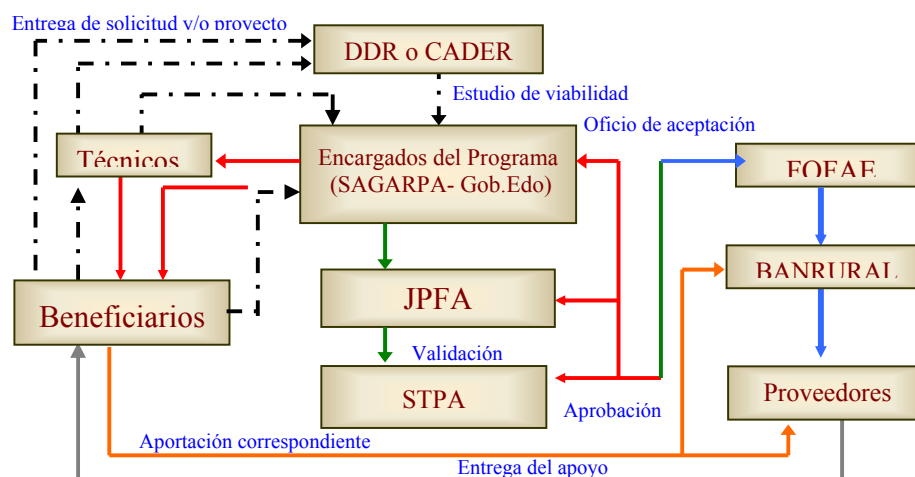 Entrega de solicitud y/o proyecto
DDR o CADER
Estudio de viabilidad
Oficio de aceptación
Técnicos
Encargados del Programa
(SAGARPA- Gob.Edo)
FOFAE
BANRURAL
Beneficiarios
JPFA
Validación
STPA
Aprobación
Proveedores
Aportación correspondiente
Entrega del apoyo